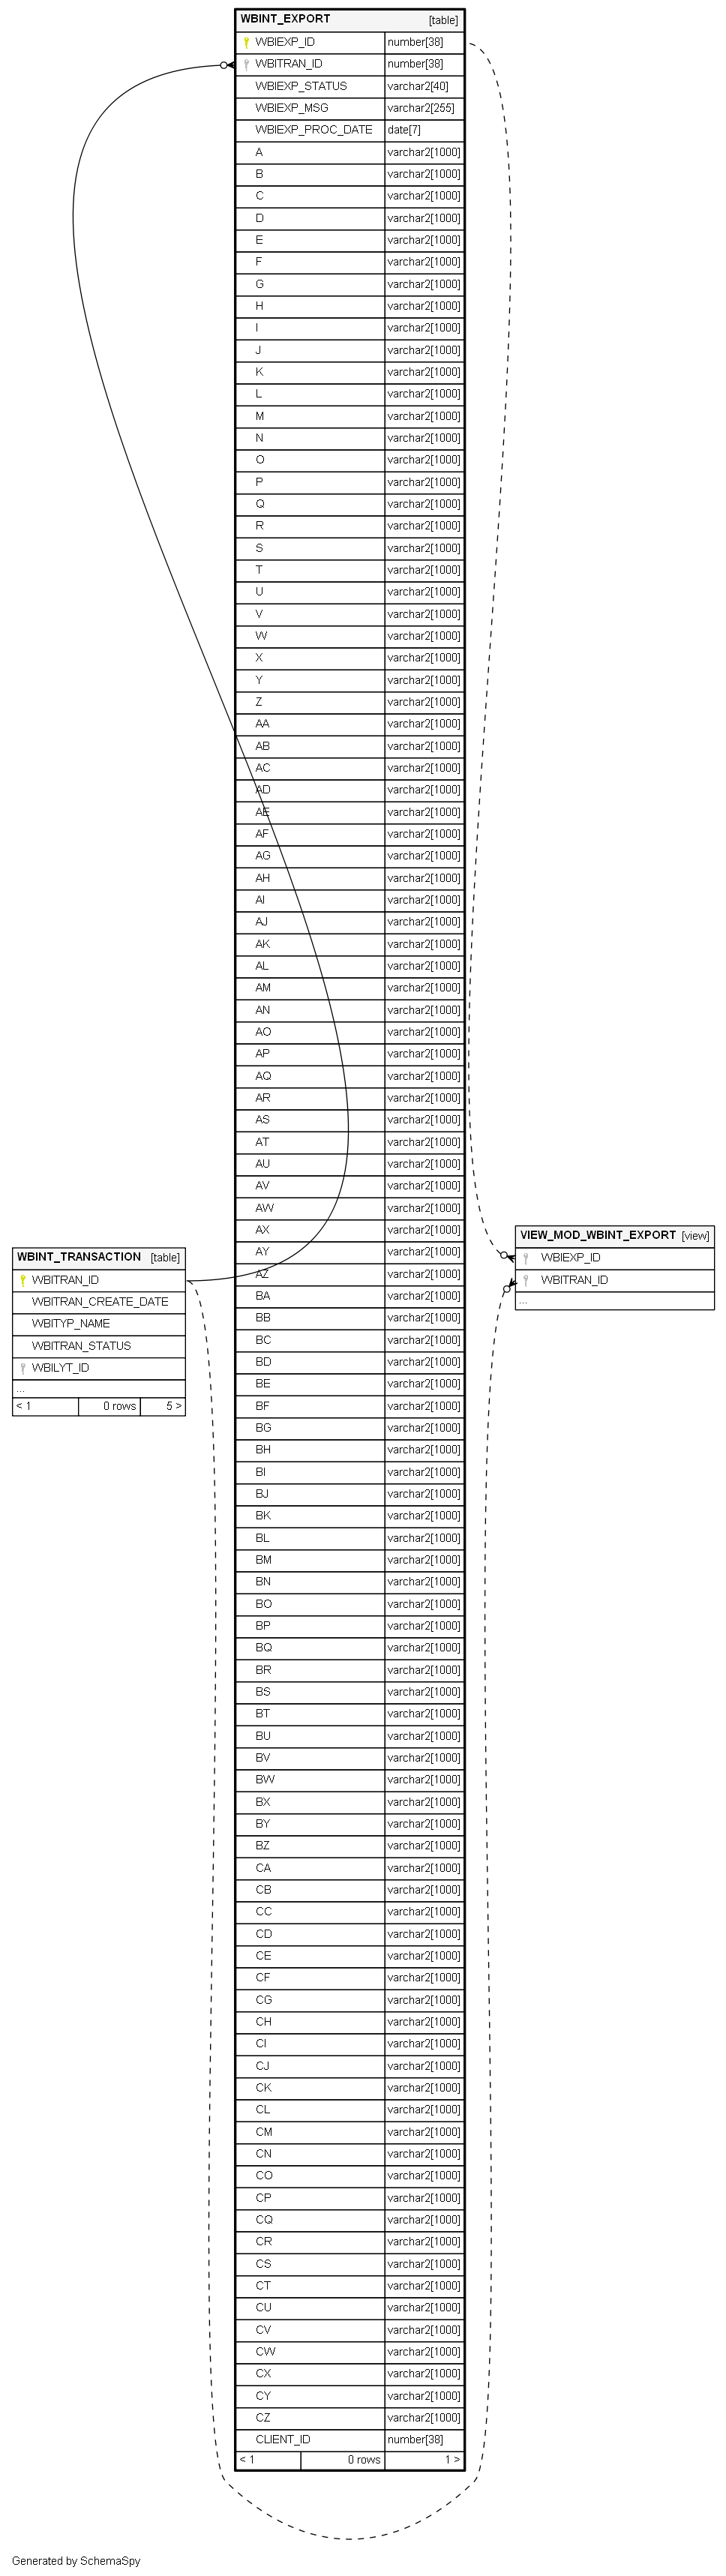 WBINT_EXPORT [table]
WBIEXP_ID number[38]
WBITRAN_ID number[38]
WBIEXP_STATUS varchar2[40]
WBIEXP_MSG varchar2[255]
WBIEXP_PROC_DATE date[7]
A varchar2[1000]
B varchar2[1000]
C varchar2[1000]
D varchar2[1000]
E varchar2[1000]
F varchar2[1000]
G varchar2[1000]
H varchar2[1000]
I varchar2[1000]
J varchar2[1000]
K varchar2[1000]
L varchar2[1000]
M varchar2[1000]
N varchar2[1000]
O varchar2[1000]
P varchar2[1000]
Q varchar2[1000]
R varchar2[1000]
S varchar2[1000]
T varchar2[1000]
U varchar2[1000]
V varchar2[1000]
W varchar2[1000]
X varchar2[1000]
Y varchar2[1000]
Z varchar2[1000]
AA varchar2[1000]
AB varchar2[1000]
AC varchar2[1000]
AD varchar2[1000]
AE varchar2[1000]
AF varchar2[1000]
AG varchar2[1000]
AH varchar2[1000]
AI varchar2[1000]
AJ varchar2[1000]
AK varchar2[1000]
AL varchar2[1000]
AM varchar2[1000]
AN varchar2[1000]
AO varchar2[1000]
AP varchar2[1000]
AQ varchar2[1000]
AR varchar2[1000]
AS varchar2[1000]
AT varchar2[1000]
AU varchar2[1000]
AV varchar2[1000]
AW varchar2[1000]
AX varchar2[1000]
AY varchar2[1000]
AZ varchar2[1000]
BA varchar2[1000]
BB varchar2[1000]
BC varchar2[1000]
BD varchar2[1000]
BE varchar2[1000]
BF varchar2[1000]
BG varchar2[1000]
BH varchar2[1000]
BI varchar2[1000]
BJ varchar2[1000]
BK varchar2[1000]
BL varchar2[1000]
BM varchar2[1000]
BN varchar2[1000]
BO varchar2[1000]
BP varchar2[1000]
BQ varchar2[1000]
BR varchar2[1000]
BS varchar2[1000]
BT varchar2[1000]
BU varchar2[1000]
BV varchar2[1000]
BW varchar2[1000]
BX varchar2[1000]
BY varchar2[1000]
BZ varchar2[1000]
CA varchar2[1000]
CB varchar2[1000]
CC varchar2[1000]
CD varchar2[1000]
CE varchar2[1000]
CF varchar2[1000]
CG varchar2[1000]
CH varchar2[1000]
CI varchar2[1000]
CJ varchar2[1000]
CK varchar2[1000]
CL varchar2[1000]
CM varchar2[1000]
CN varchar2[1000]
CO varchar2[1000]
CP varchar2[1000]
CQ varchar2[1000]
CR varchar2[1000]
CS varchar2[1000]
CT varchar2[1000]
CU varchar2[1000]
CV varchar2[1000]
CW varchar2[1000]
CX varchar2[1000]
CY varchar2[1000]
CZ varchar2[1000]
CLIENT_ID number[38]
< 1 0 rows 1 >
WBINT_TRANSACTION [table]
WBITRAN_ID
WBITRAN_CREATE_DATE
WBITYP_NAME
WBITRAN_STATUS
WBILYT_ID
...
< 1 0 rows 5 >
VIEW_MOD_WBINT_EXPORT [view]
WBIEXP_ID
WBITRAN_ID
...
Generated by SchemaSpy